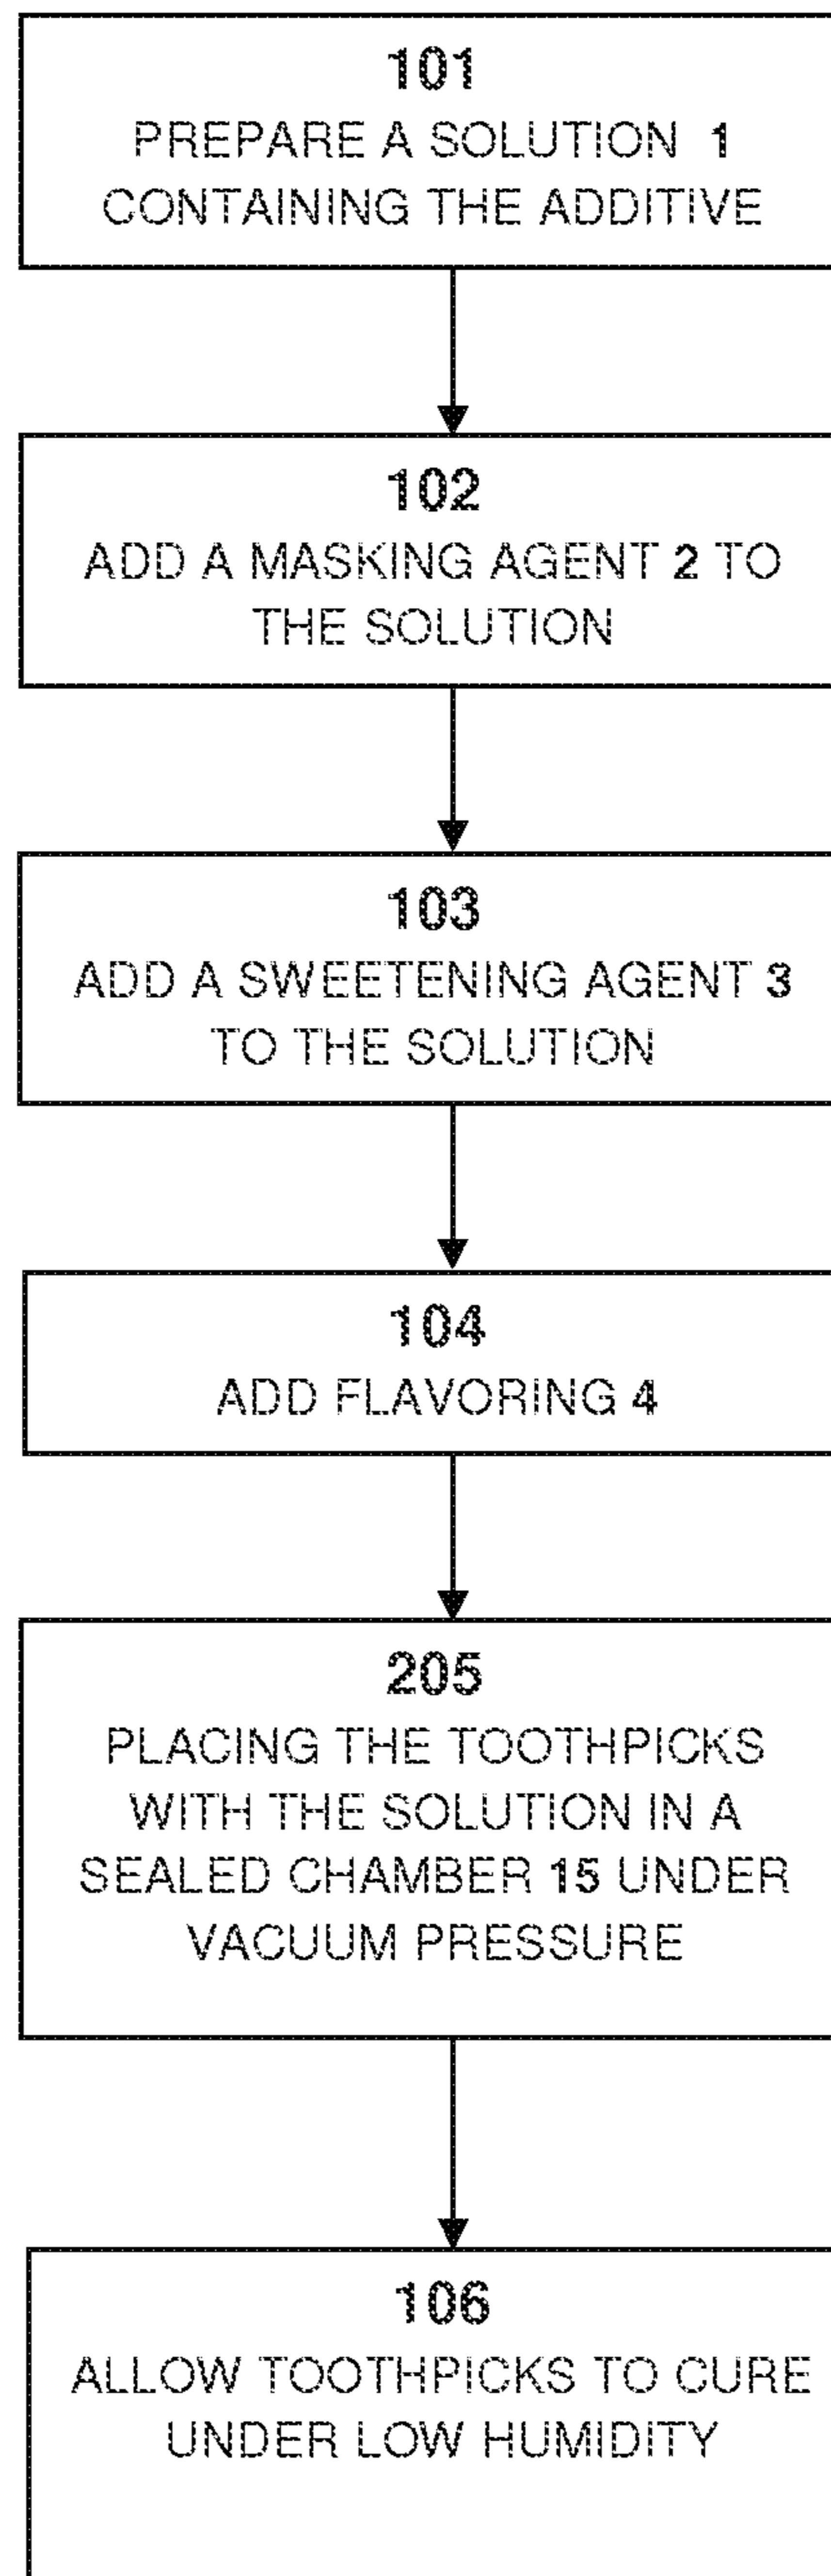 101
PREPARE A SOLUTION 1
CONTAINING THE ADDITIVE
102
ADD A MASKING AGENT 2 TO
THE SOLUTION
103
ADD A SWEETENING AGENT 3
TO THE SOLUTION
104
ADD FLAVORING 4
205
PLACING THE TOOTHPICKS
WITH THE SOLUTION IN A
SEALED CHAMBER 15 UNDER
VACUUM PRESSURE
106
ALLOW TOOTHPICKS TO CURE
UNDER LOW HUMIDITY